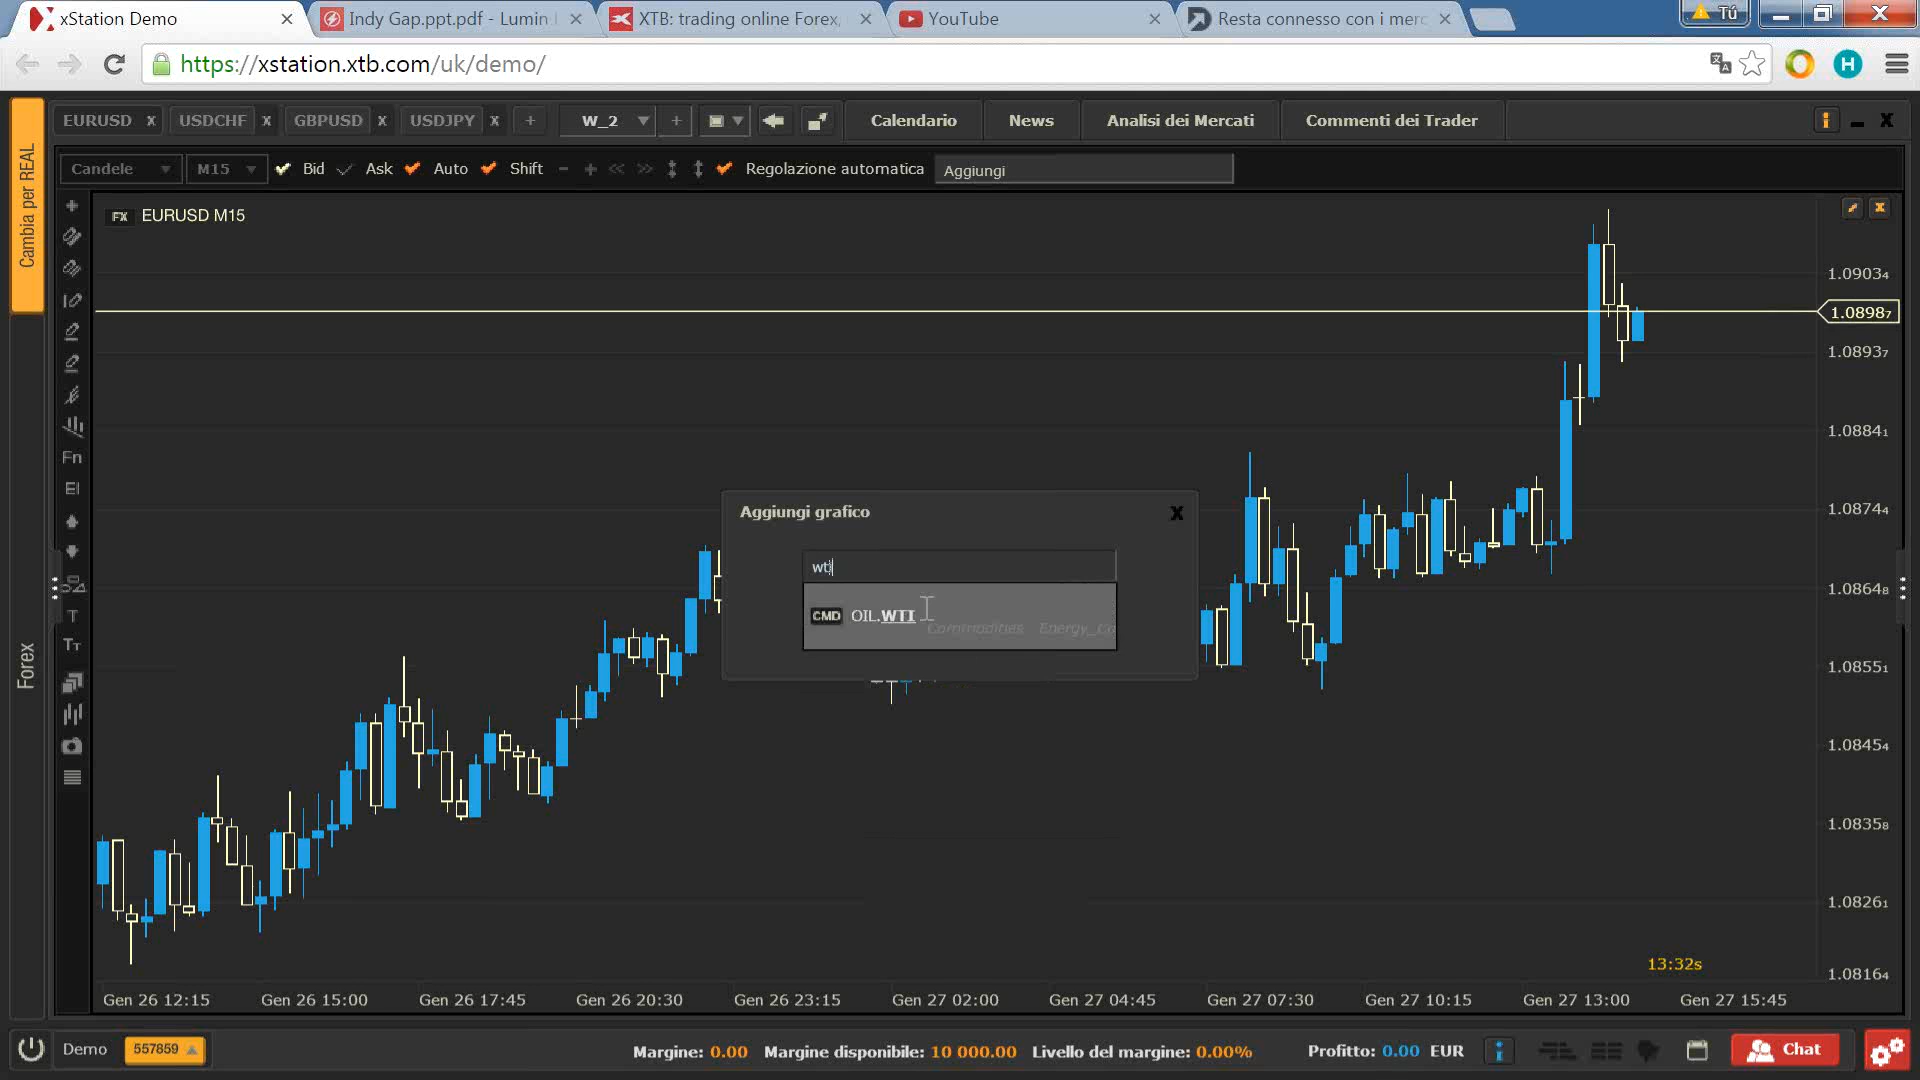 xStation Demo
Indy Gap.ppt.pdf - Lumin
XTB: trading online Forex,
YouTube
Resta connesso con i merc
Tú
https://xstation.xtb.com/uk/demo/
H
EURUSD x USDCHF x GBPUSD x USDJPY x +
W_2
+
Calendario
News
Analisi dei Mercati
Commenti dei Trader
Cambia per REAL
Candele
M15
Bid
Ask
Auto
Shift
Regolazione automatica
Aggiungi
FX EURUSD M15
1.09034
1.08987
1.08937
1.08841
1.08744
1.08648
1.08551
1.08454
1.08358
1.08261
1.08164
Fn
T
TT
Forex
Aggiungi grafico
X
wti
CMD OIL.WTI
Commodities Energy_Co
13:32s
Gen 26 12:15 Gen 26 15:00 Gen 26 17:45 Gen 26 20:30 Gen 26 23:15 Gen 27 02:00 Gen 27 04:45 Gen 27 07:30 Gen 27 10:15 Gen 27 13:00 Gen 27 15:45
Demo
557859
Margine: 0.00 Margine disponibile: 10 000.00 Livello del margine: 0.00%
Profitto: 0.00 EUR
Chat